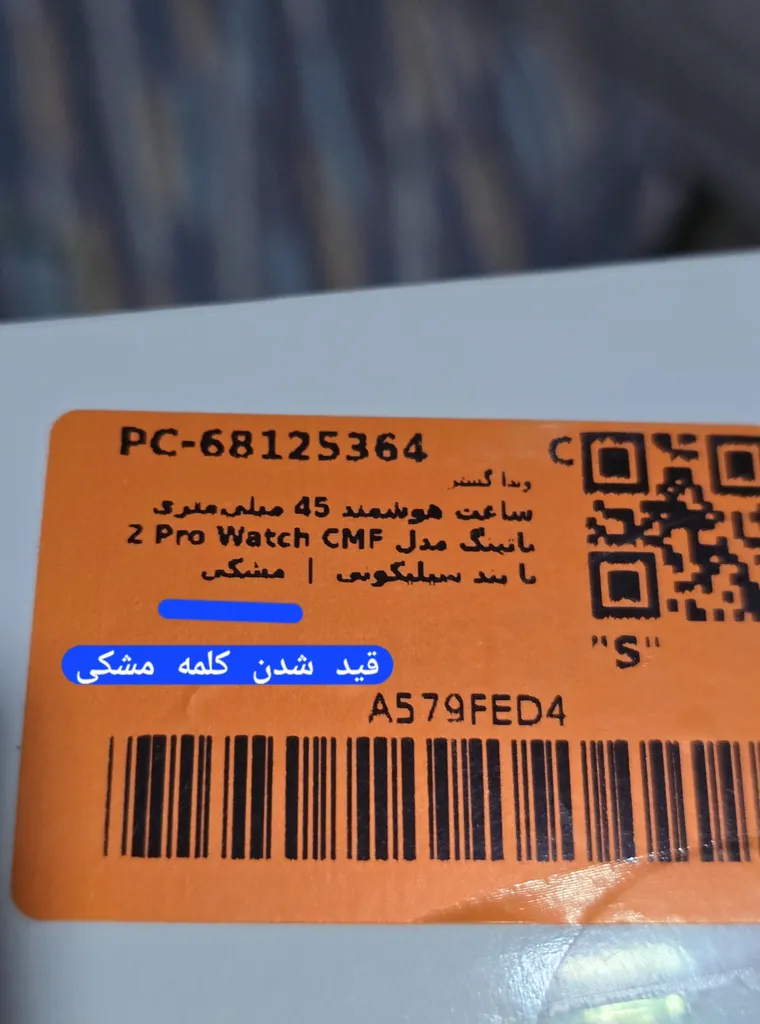 PC-68125364
C
ویدا گستر
ساعت هوشمند 45 میلی‌متری
ناتینگ مدل 2 Pro Watch CMF
با بند سیلیکونی | مشکی
"S"
قید شدن کلمه مشکی
A579FED4